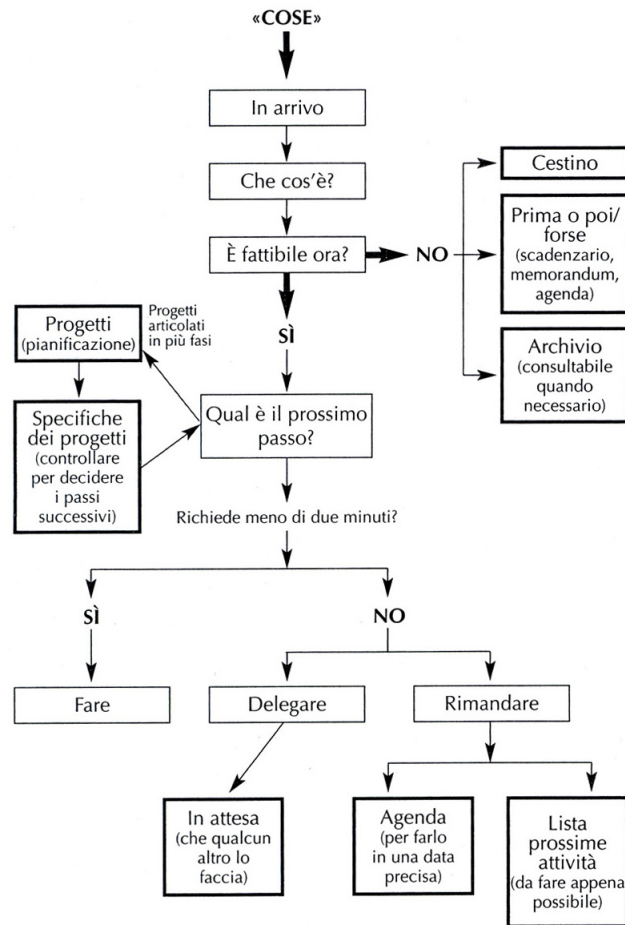 «COSE»
In arrivo
Che cos'è?
È fattibile ora?
NO
Cestino
Prima o poi/
forse
(scadenzario,
memorandum,
agenda)
Archivio
(consultabile
quando
necessario)
SÌ
Progetti
(pianificazione)
Progetti
articolati
in più fasi
Specifiche
dei progetti
(controllare
per decidere
i passi
successivi)
Qual è il prossimo
passo?
Richiede meno di due minuti?
SÌ
NO
Fare
Delegare
Rimandare
In attesa
(che qualcun
altro lo
faccia)
Agenda
(per farlo
in una data
precisa)
Lista
prossime
attività
(da fare appena
possibile)